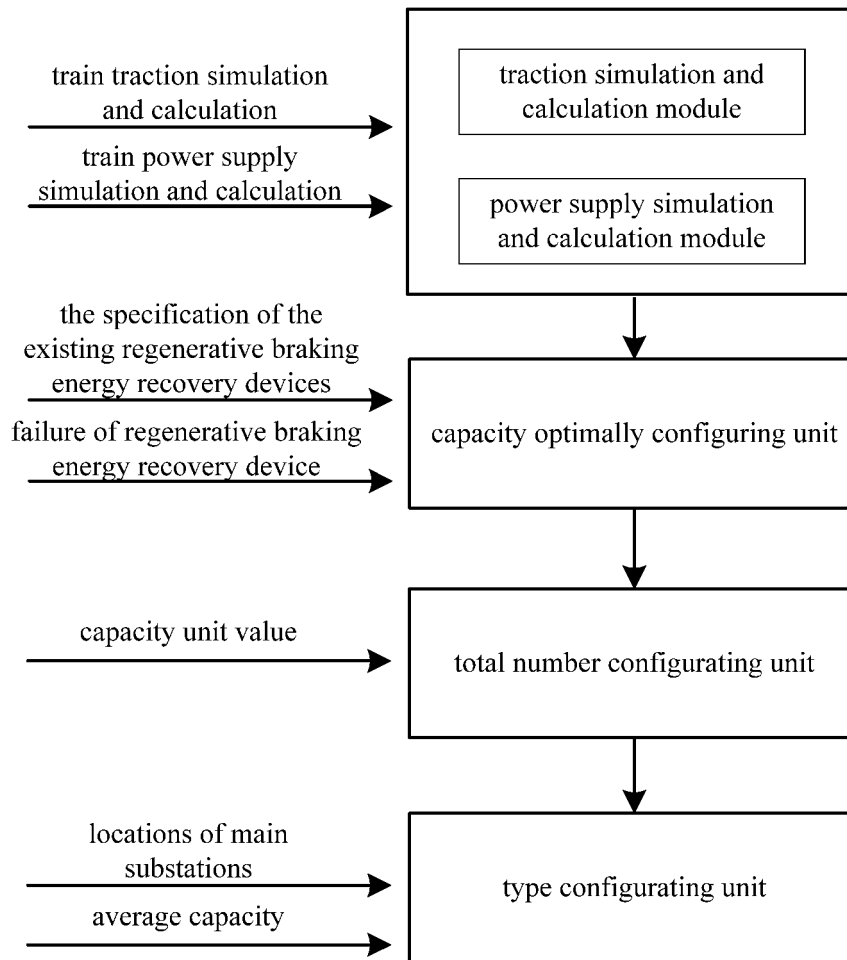 train traction simulation
and calculation
train power supply
simulation and calculation
traction simulation and
calculation module
power supply simulation
and calculation module
the specification of the
existing regenerative braking
energy recovery devices
failure of regenerative braking
energy recovery device
capacity optimally configuring unit
capacity unit value
total number configurating unit
locations of main
substations
average capacity
type configurating unit